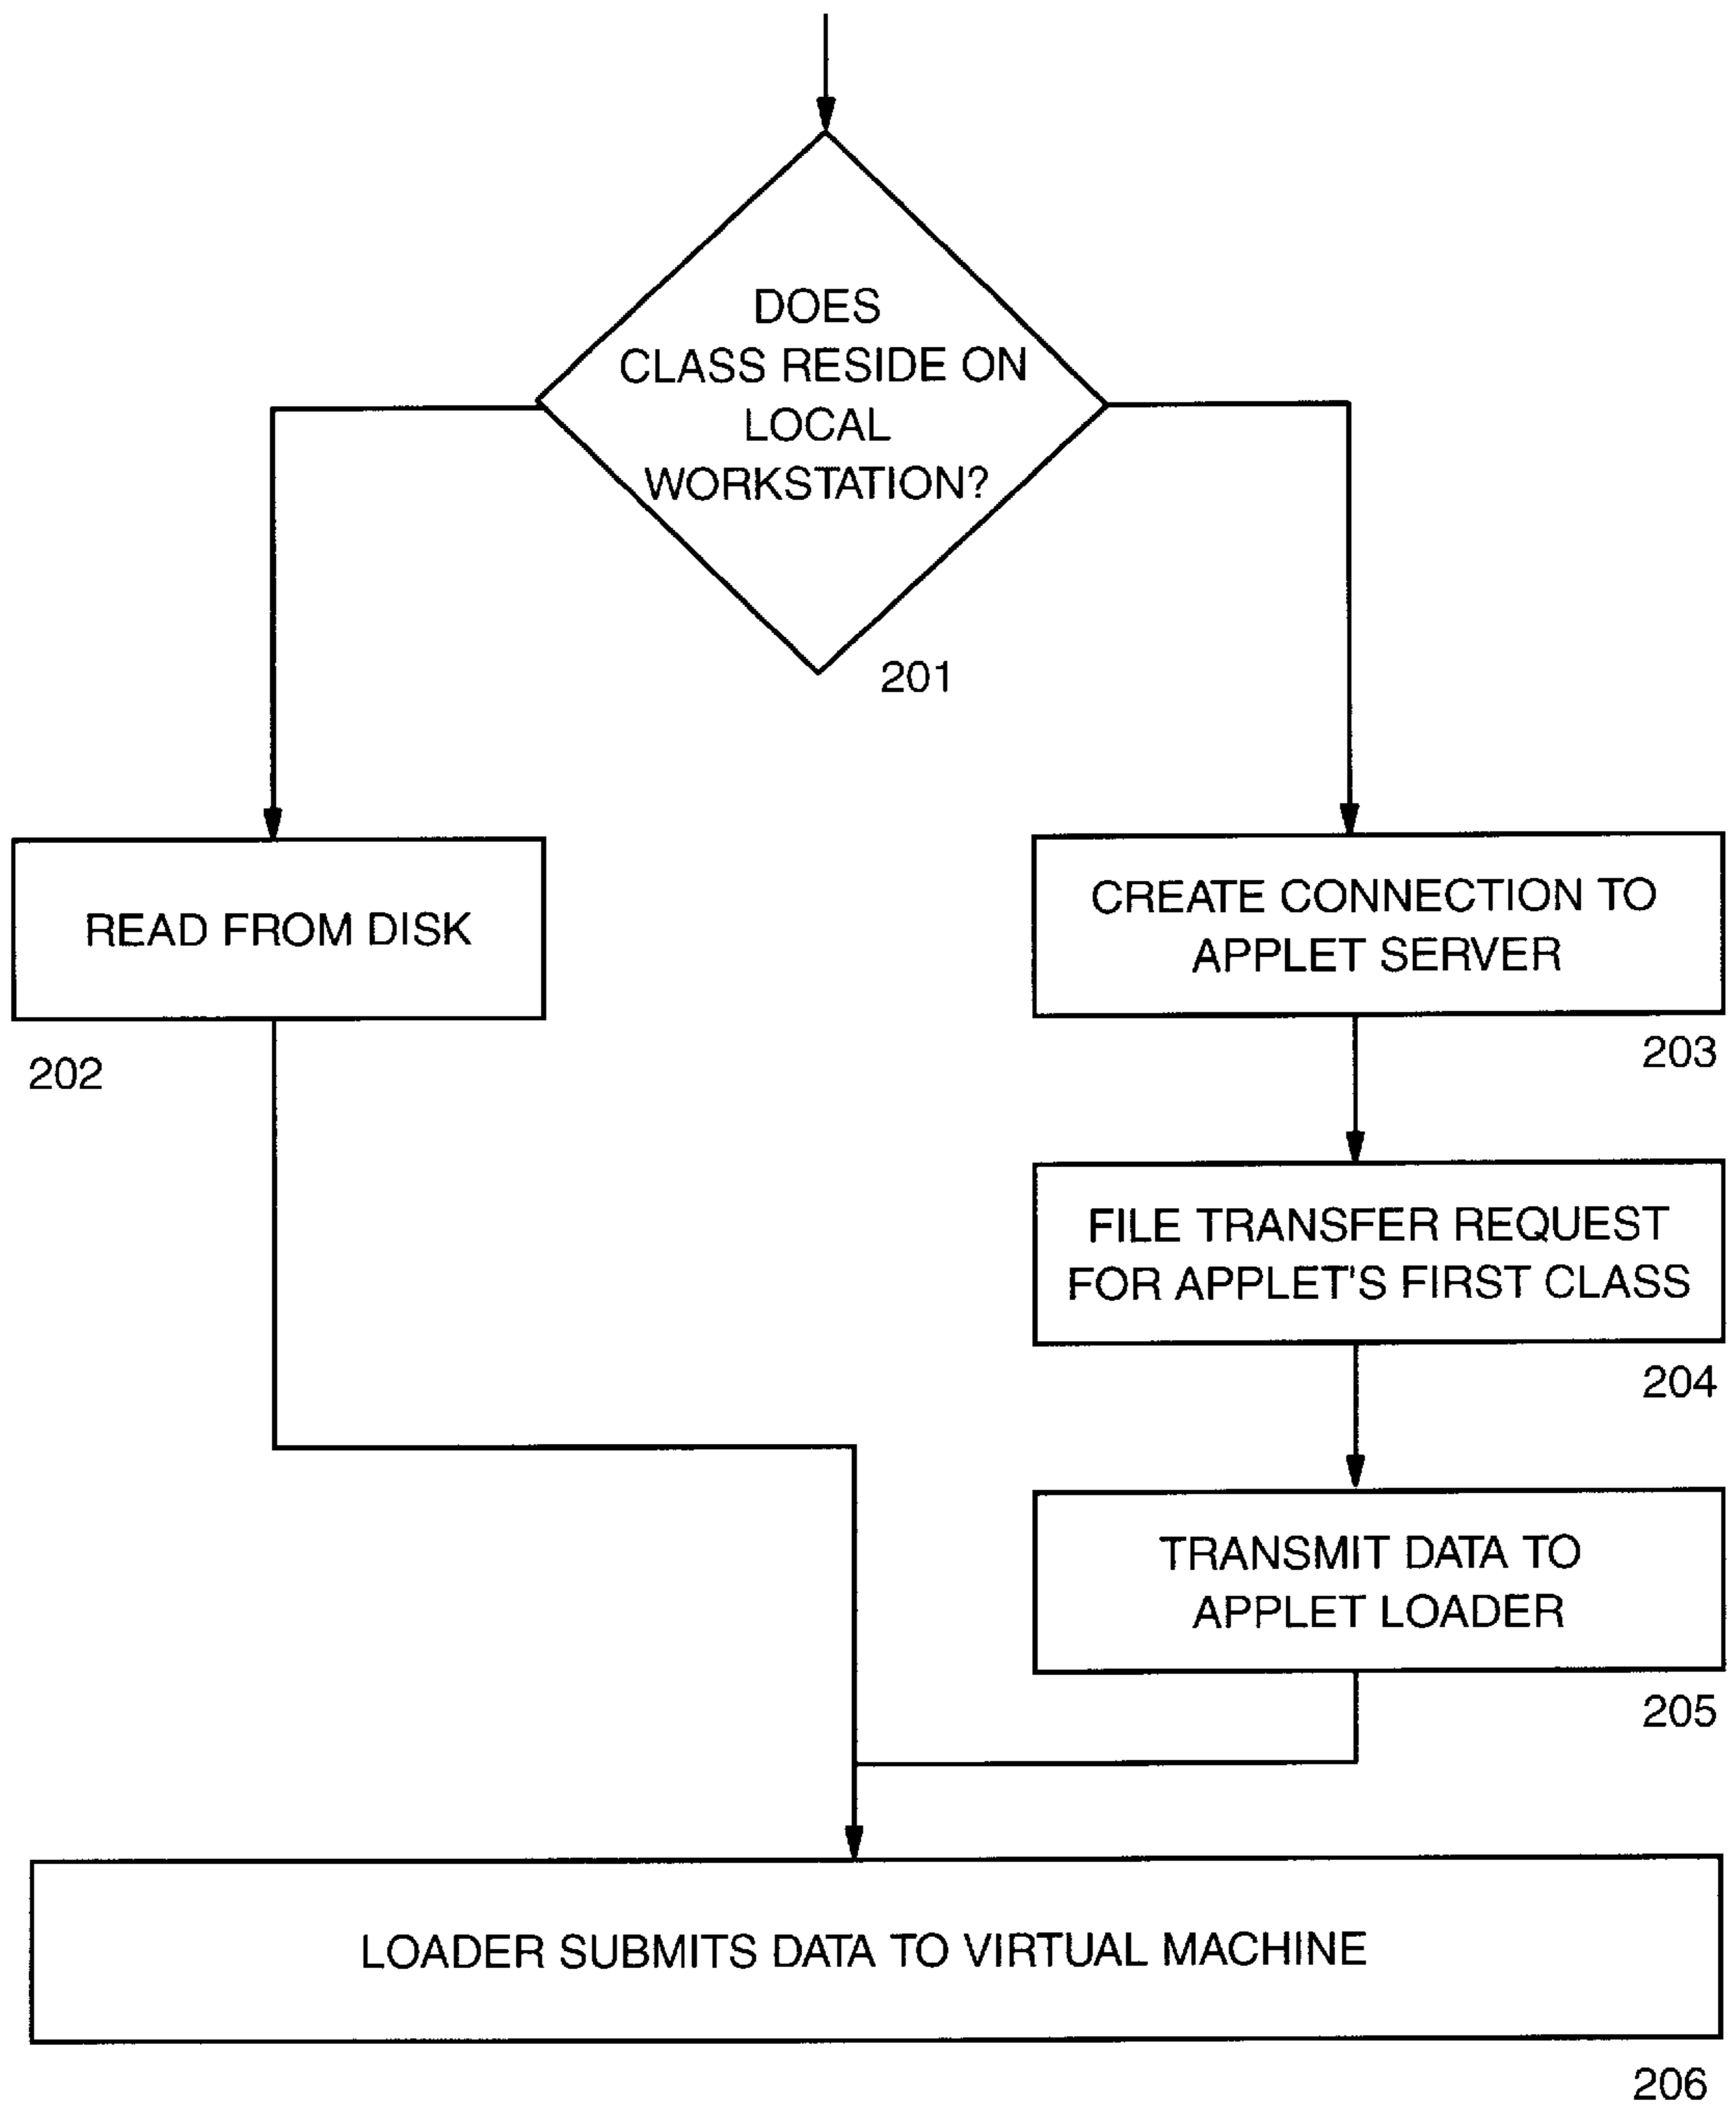 DOES
CLASS RESIDE ON
LOCAL
WORKSTATION?
201
READ FROM DISK
202
CREATE CONNECTION TO
APPLET SERVER
203
FILE TRANSFER REQUEST
FOR APPLET'S FIRST CLASS
204
TRANSMIT DATA TO
APPLET LOADER
205
LOADER SUBMITS DATA TO VIRTUAL MACHINE
206